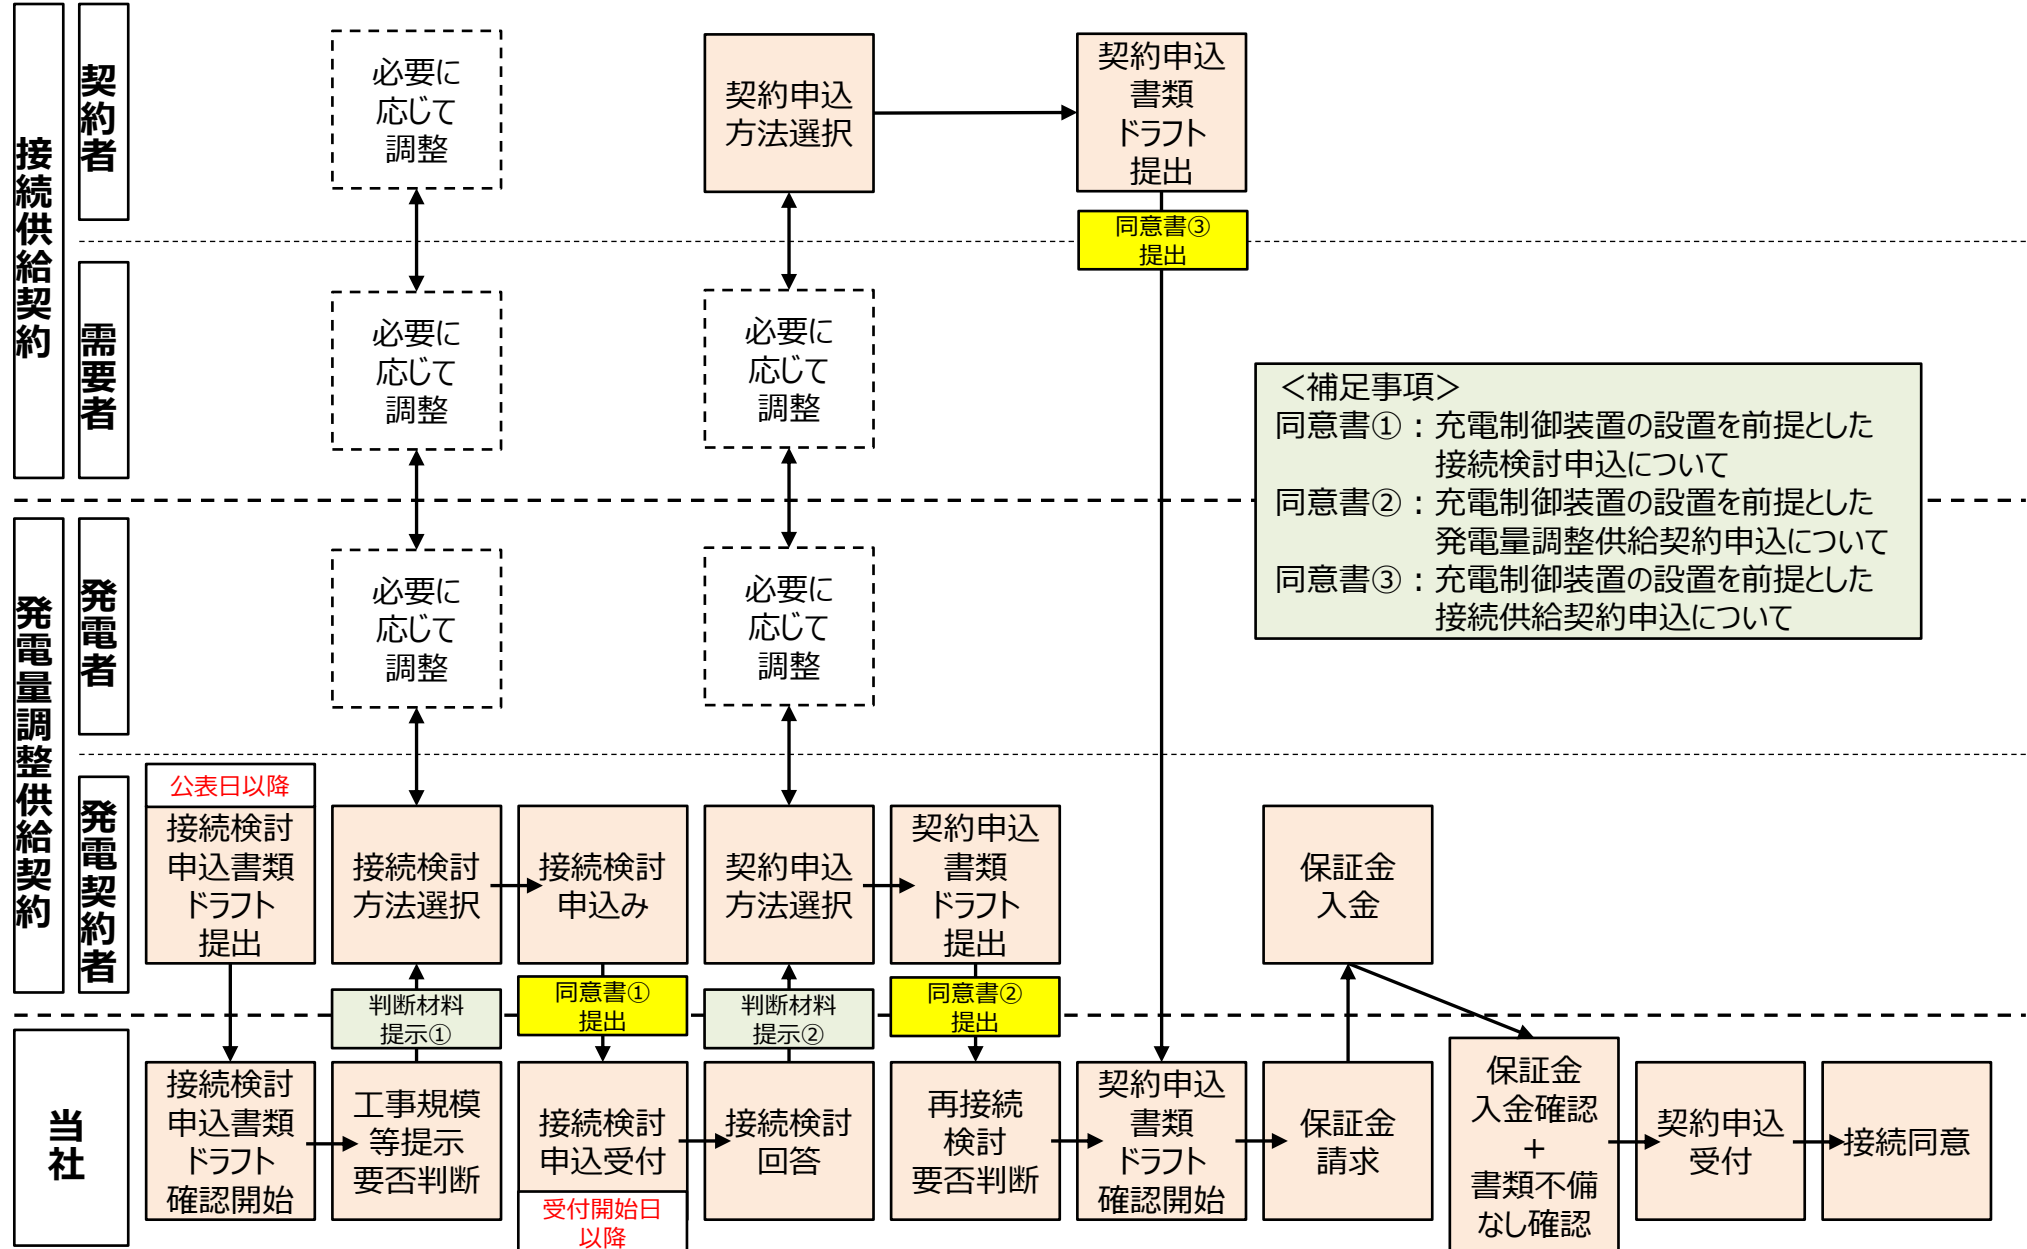 接続供給契約
契約者
必要に
応じて
調整
契約申込
方法選択
契約申込
書類
ドラフト
提出
同意書③
提出
需要者
必要に
応じて
調整
必要に
応じて
調整
<補足事項>
同意書①:充電制御装置の設置を前提とした
接続検討申込について
同意書②:充電制御装置の設置を前提とした
発電量調整供給契約申込について
同意書③:充電制御装置の設置を前提とした
接続供給契約申込について
発電量調整供給契約
発電者
必要に
応じて
調整
必要に
応じて
調整
発電契約者
公表日以降
接続検討
申込書類
ドラフト
提出
接続検討
方法選択
接続検討
申込み
契約申込
方法選択
契約申込
書類
ドラフト
提出
保証金
入金
判断材料
提示①
同意書①
提出
判断材料
提示②
同意書②
提出
当社
接続検討
申込書類
ドラフト
確認開始
工事規模
等提示
要否判断
接続検討
申込受付
受付開始日
以降
接続検討
回答
再接続
検討
要否判断
契約申込
書類
ドラフト
確認開始
保証金
請求
保証金
入金確認
+
書類不備
なし確認
契約申込
受付
接続同意